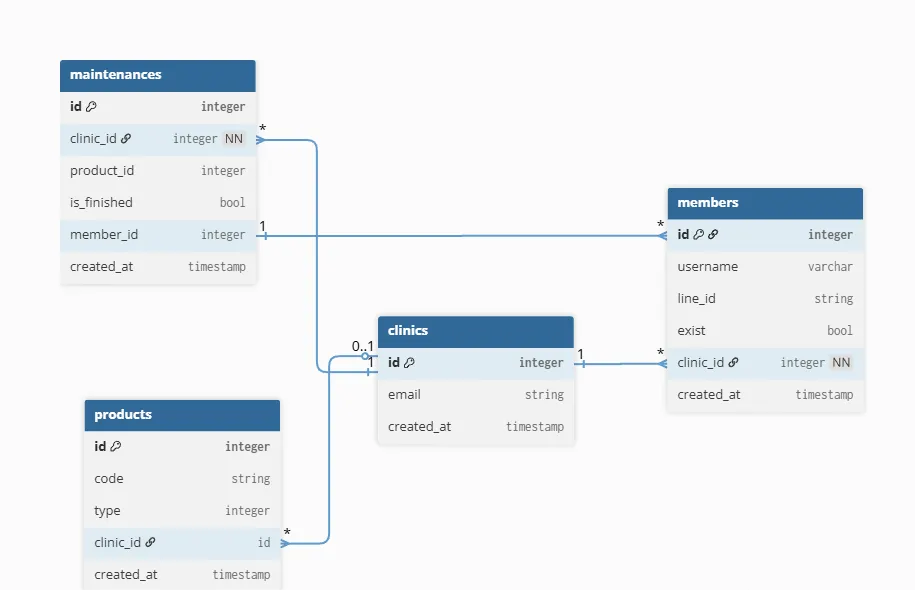 maintenances
id integer
clinic_id integer NN
product_id integer
is_finished bool
member_id integer
created_at timestamp
*
1
members
id integer
username varchar
line_id string
exist bool
clinic_id integer NN
created_at timestamp
*
*
clinics
id integer
email string
created_at timestamp
0..1
1
1
products
id integer
code string
type integer
clinic_id id
created_at timestamp
*